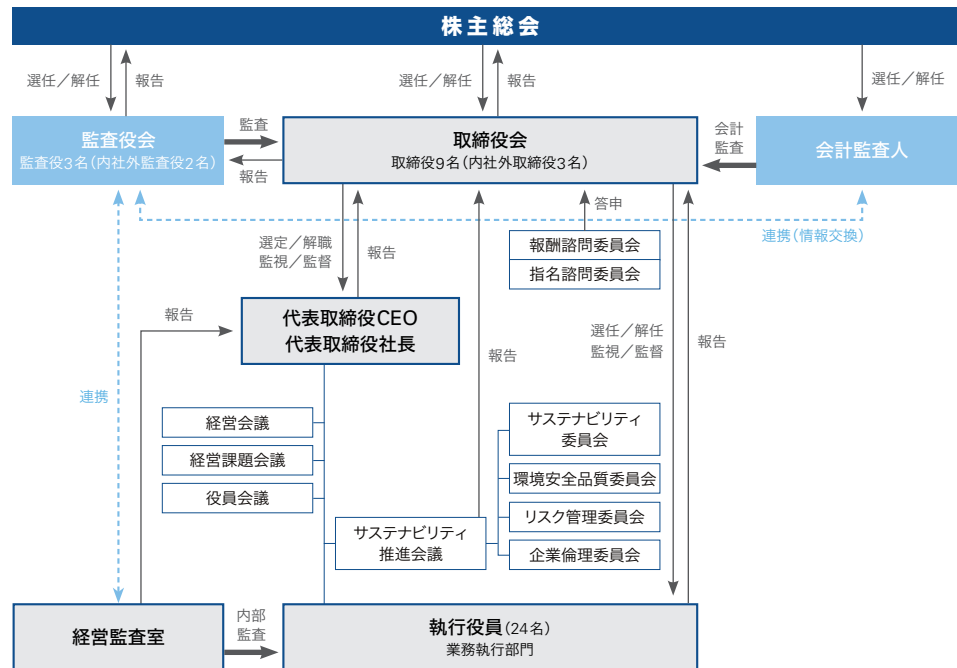 株主総会
選任／解任
報告
選任／解任
報告
選任／解任
監査役会
監査役3名（内社外監査役2名）
監査
報告
取締役会
取締役9名（内社外取締役3名）
会計
監査
会計監査人
連携（情報交換）
答申
報酬諮問委員会
指名諮問委員会
選定／解職
監視／監督
報告
代表取締役CEO
代表取締役社長
報告
報告
選任／解任
監視／監督
報告
連携
経営会議
経営課題会議
役員会議
サステナビリティ
推進会議
サステナビリティ
委員会
環境安全品質委員会
リスク管理委員会
企業倫理委員会
経営監査室
内部
監査
執行役員（24名）
業務執行部門